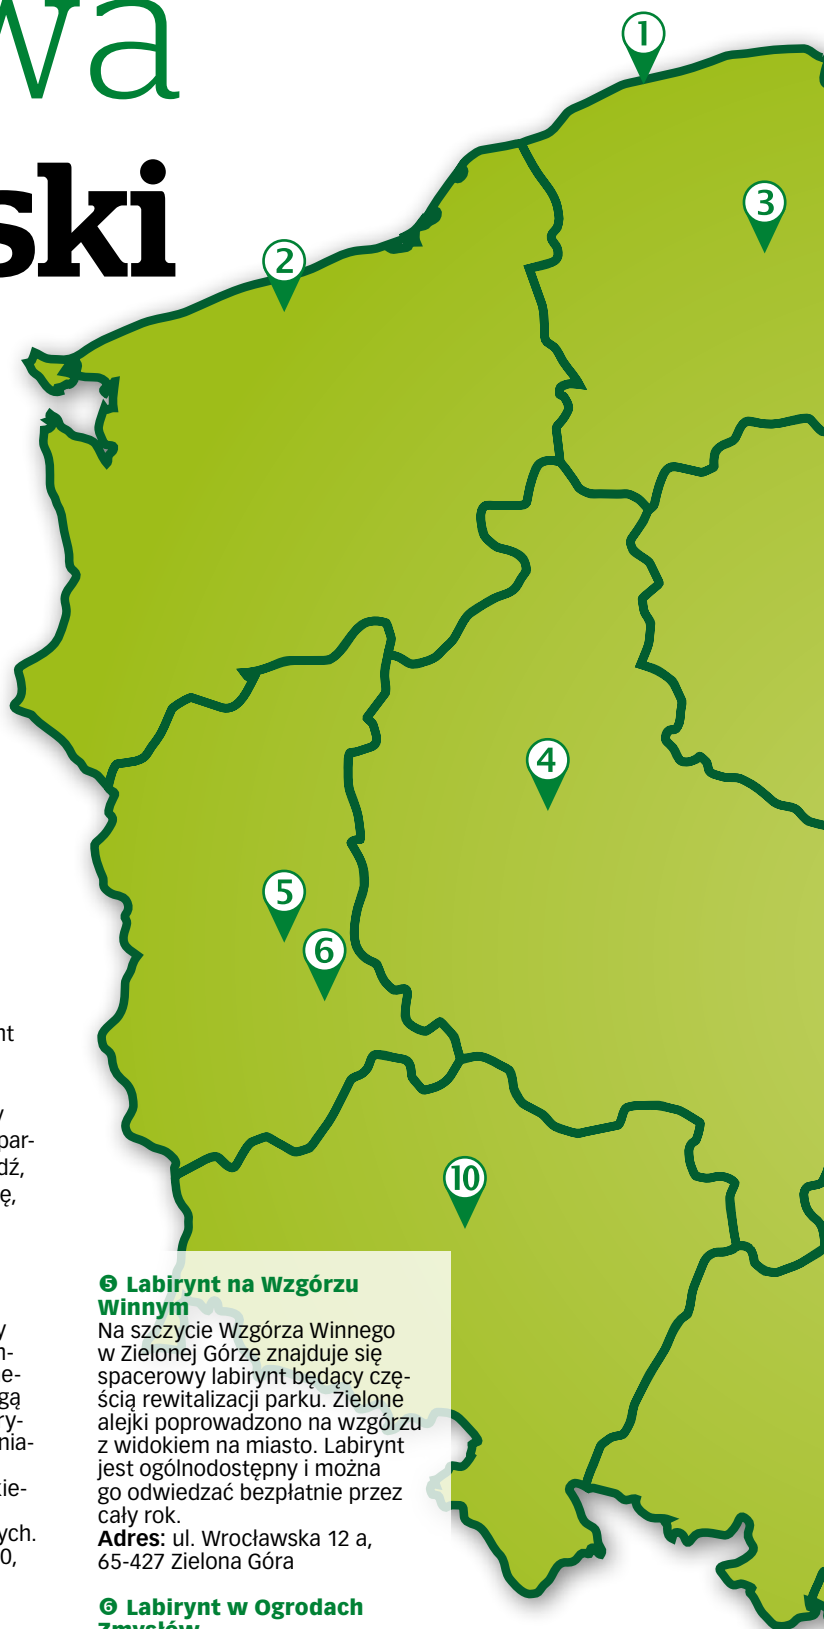 wa
ski
1
3
2
4
5
6
10
nt
y
par-
dź,
ę,
y
n-
e-
gą
ry-
nia-
kie-
ych.
0,
❺ Labirynt na Wzgórzu
Winnym
Na szczycie Wzgórza Winnego
w Zielonej Górze znajduje się
spacerowy labirynt będący czę-
ścią rewitalizacji parku. Zielone
alejki poprowadzono na wzgórzu
z widokiem na miasto. Labirynt
jest ogólnodostępny i można
go odwiedzać bezpłatnie przez
cały rok.
Adres: ul. Wrocławska 12 a,
65-427 Zielona Góra
❻ Labirynt w Ogrodach
Zmysłów